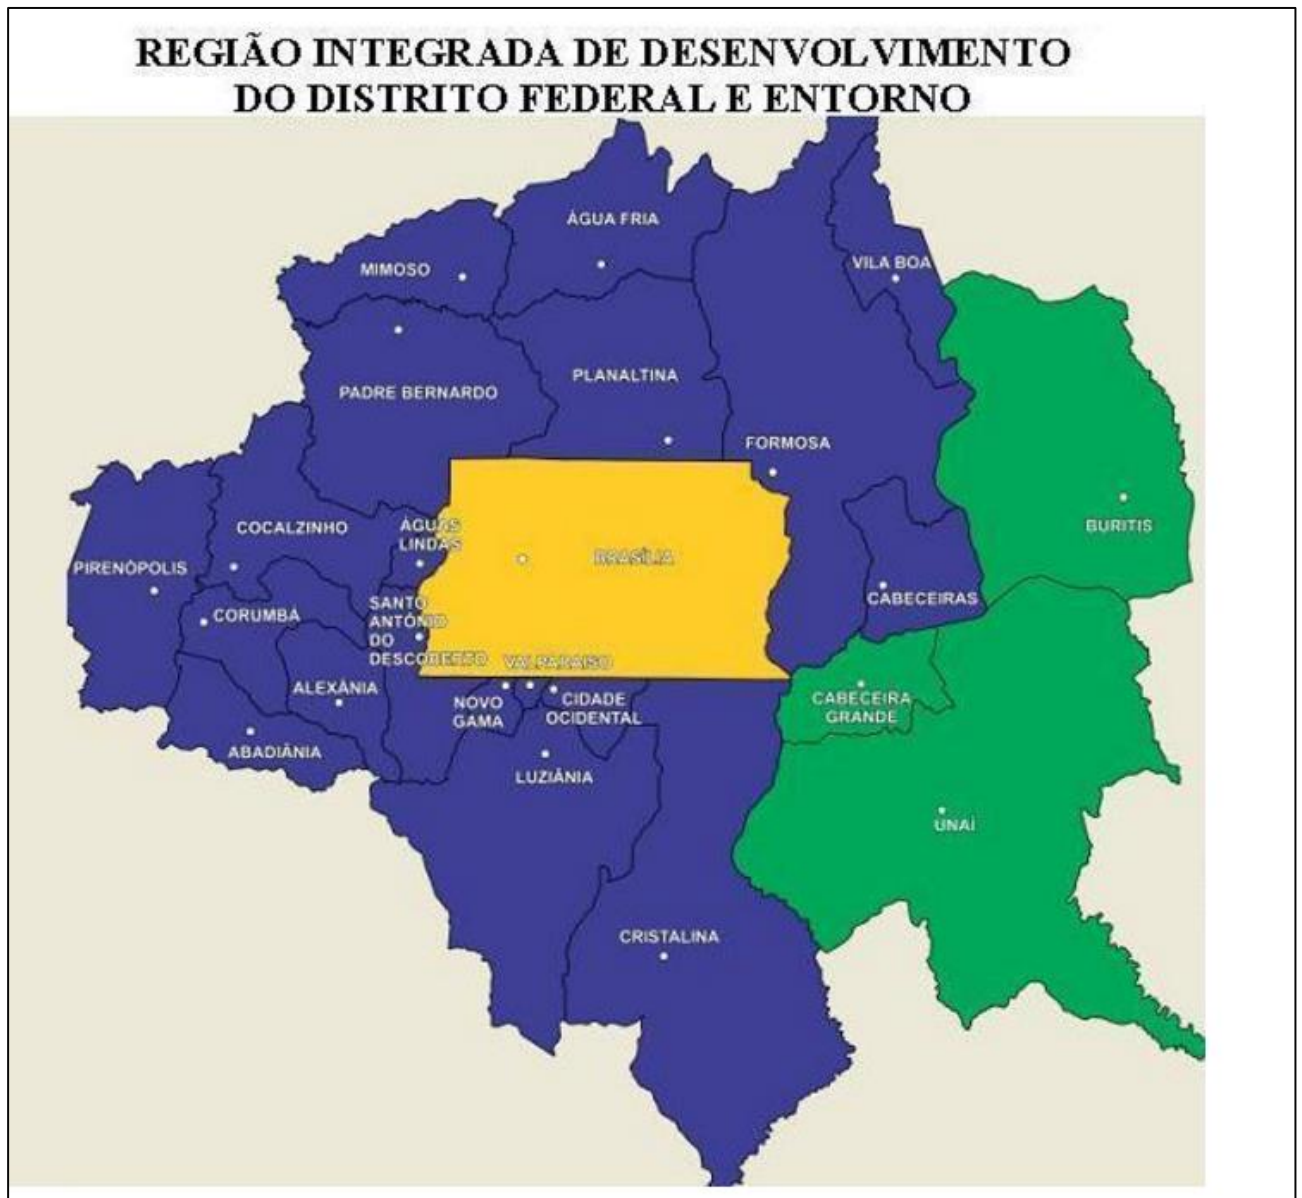 REGIÃO INTEGRADA DE DESENVOLVIMENTO
DO DISTRITO FEDERAL E ENTORNO
ÁGUA FRIA
VILA BOA
MIMOSO
PLANALTINA
PADRE BERNARDO
FORMOSA
BURITIS
COCALZINHO
ÁGUAS
LINDAS
BRASÍLIA
PIRENÓPOLIS
CABECEIRAS
CORUMBÁ
SANTO
ANTÔNIO
DO
DESCOBERTO
VALPARAISO
ALEXÂNIA
NOVO
GAMA
CIDADE
OCIDENTAL
CABECEIRA
GRANDE
ABADIÂNIA
LUZIÂNIA
UNAÍ
CRISTALINA